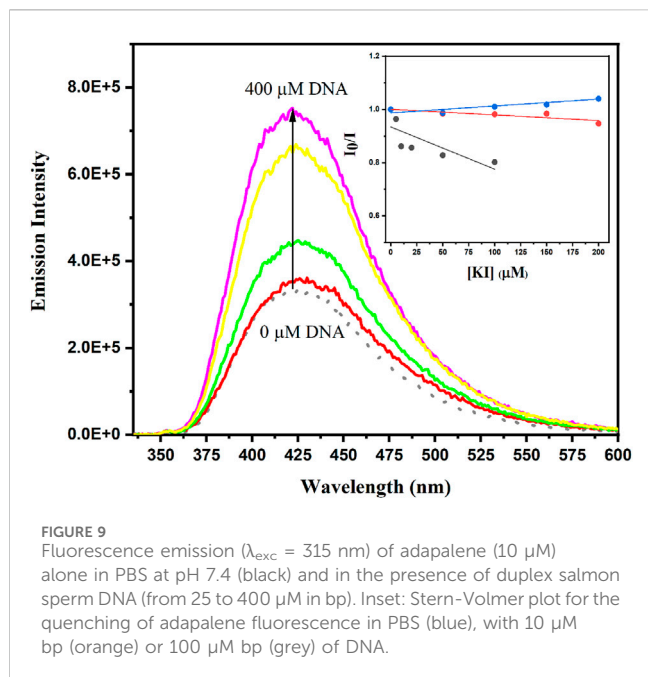 8.0E+5
6.0E+5
4.0E+5
2.0E+5
0.0E+0
Emission Intensity
400 μM DNA
0 μM DNA
350 375 400 425 450 475 500 525 550 575 600
Wavelength (nm)
1.2
1.0
0.8
0.6
0.4
I0/I
0 25 50 75 100 125 150 175 200
[KI] (μM)
FIGURE 9
Fluorescence emission (λexc = 315 nm) of adapalene (10 μM)
alone in PBS at pH 7.4 (black) and in the presence of duplex salmon
sperm DNA (from 25 to 400 μM in bp). Inset: Stern-Volmer plot for the
quenching of adapalene fluorescence in PBS (blue), with 10 μM
bp (orange) or 100 μM bp (grey) of DNA.